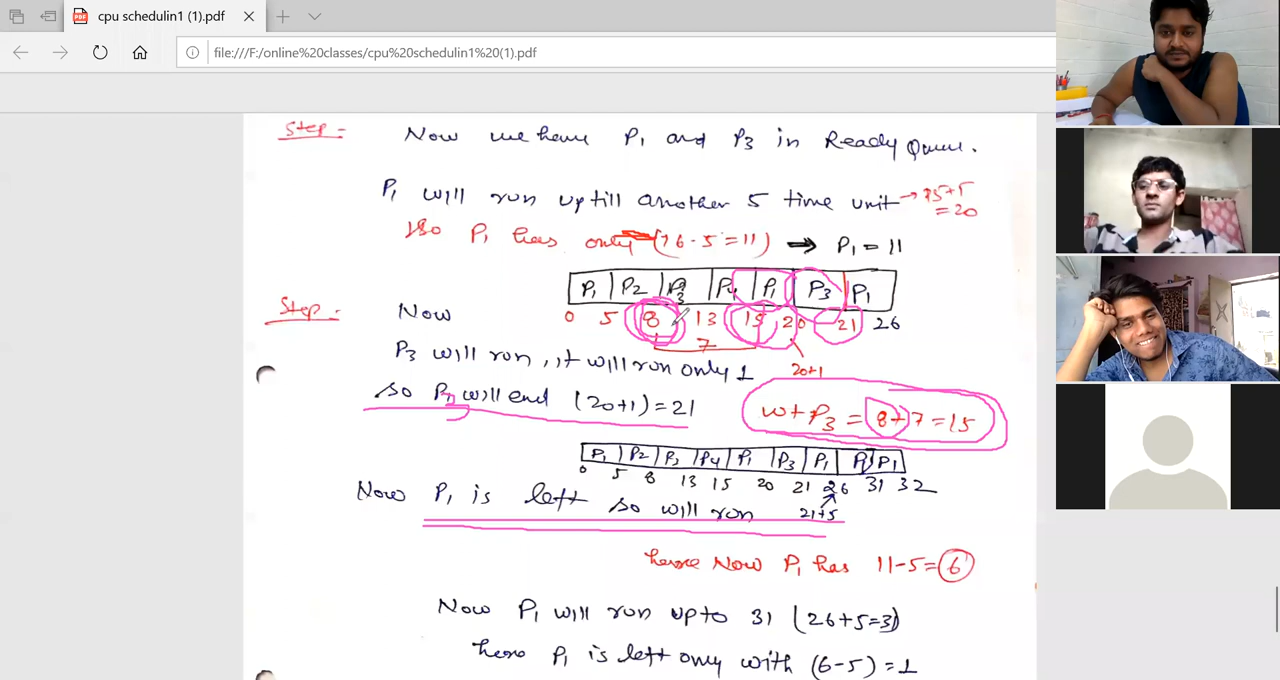 cpu schedulin1 (1).pdf
file:///F:/online%20classes/cpu%20schedulin1%20(1).pdf
Step :- Now we have P1 and P3 in Ready Queue.
P1 will run up till another 5 time unit → 15+5
= 20
So P1 has only (16-5=11) → P1 = 11
P1 P2 P3 P4 P1 P3 P1
Step :- Now 0 5 8 13 15 20 21 26
7
P3 will run, it will run only 1 20+1
So P3 will end (20+1) = 21
w+P3 = 8+7=15
P1 P2 P3 P4 P1 P3 P1 P1 P1
0 5 8 13 15 20 21 26 31 32
Now P1 is left so will run 21+5
hence Now P1 has 11-5=6
Now P1 will run upto 31 (26+5=31)
here P1 is left only with (6-5) = 1